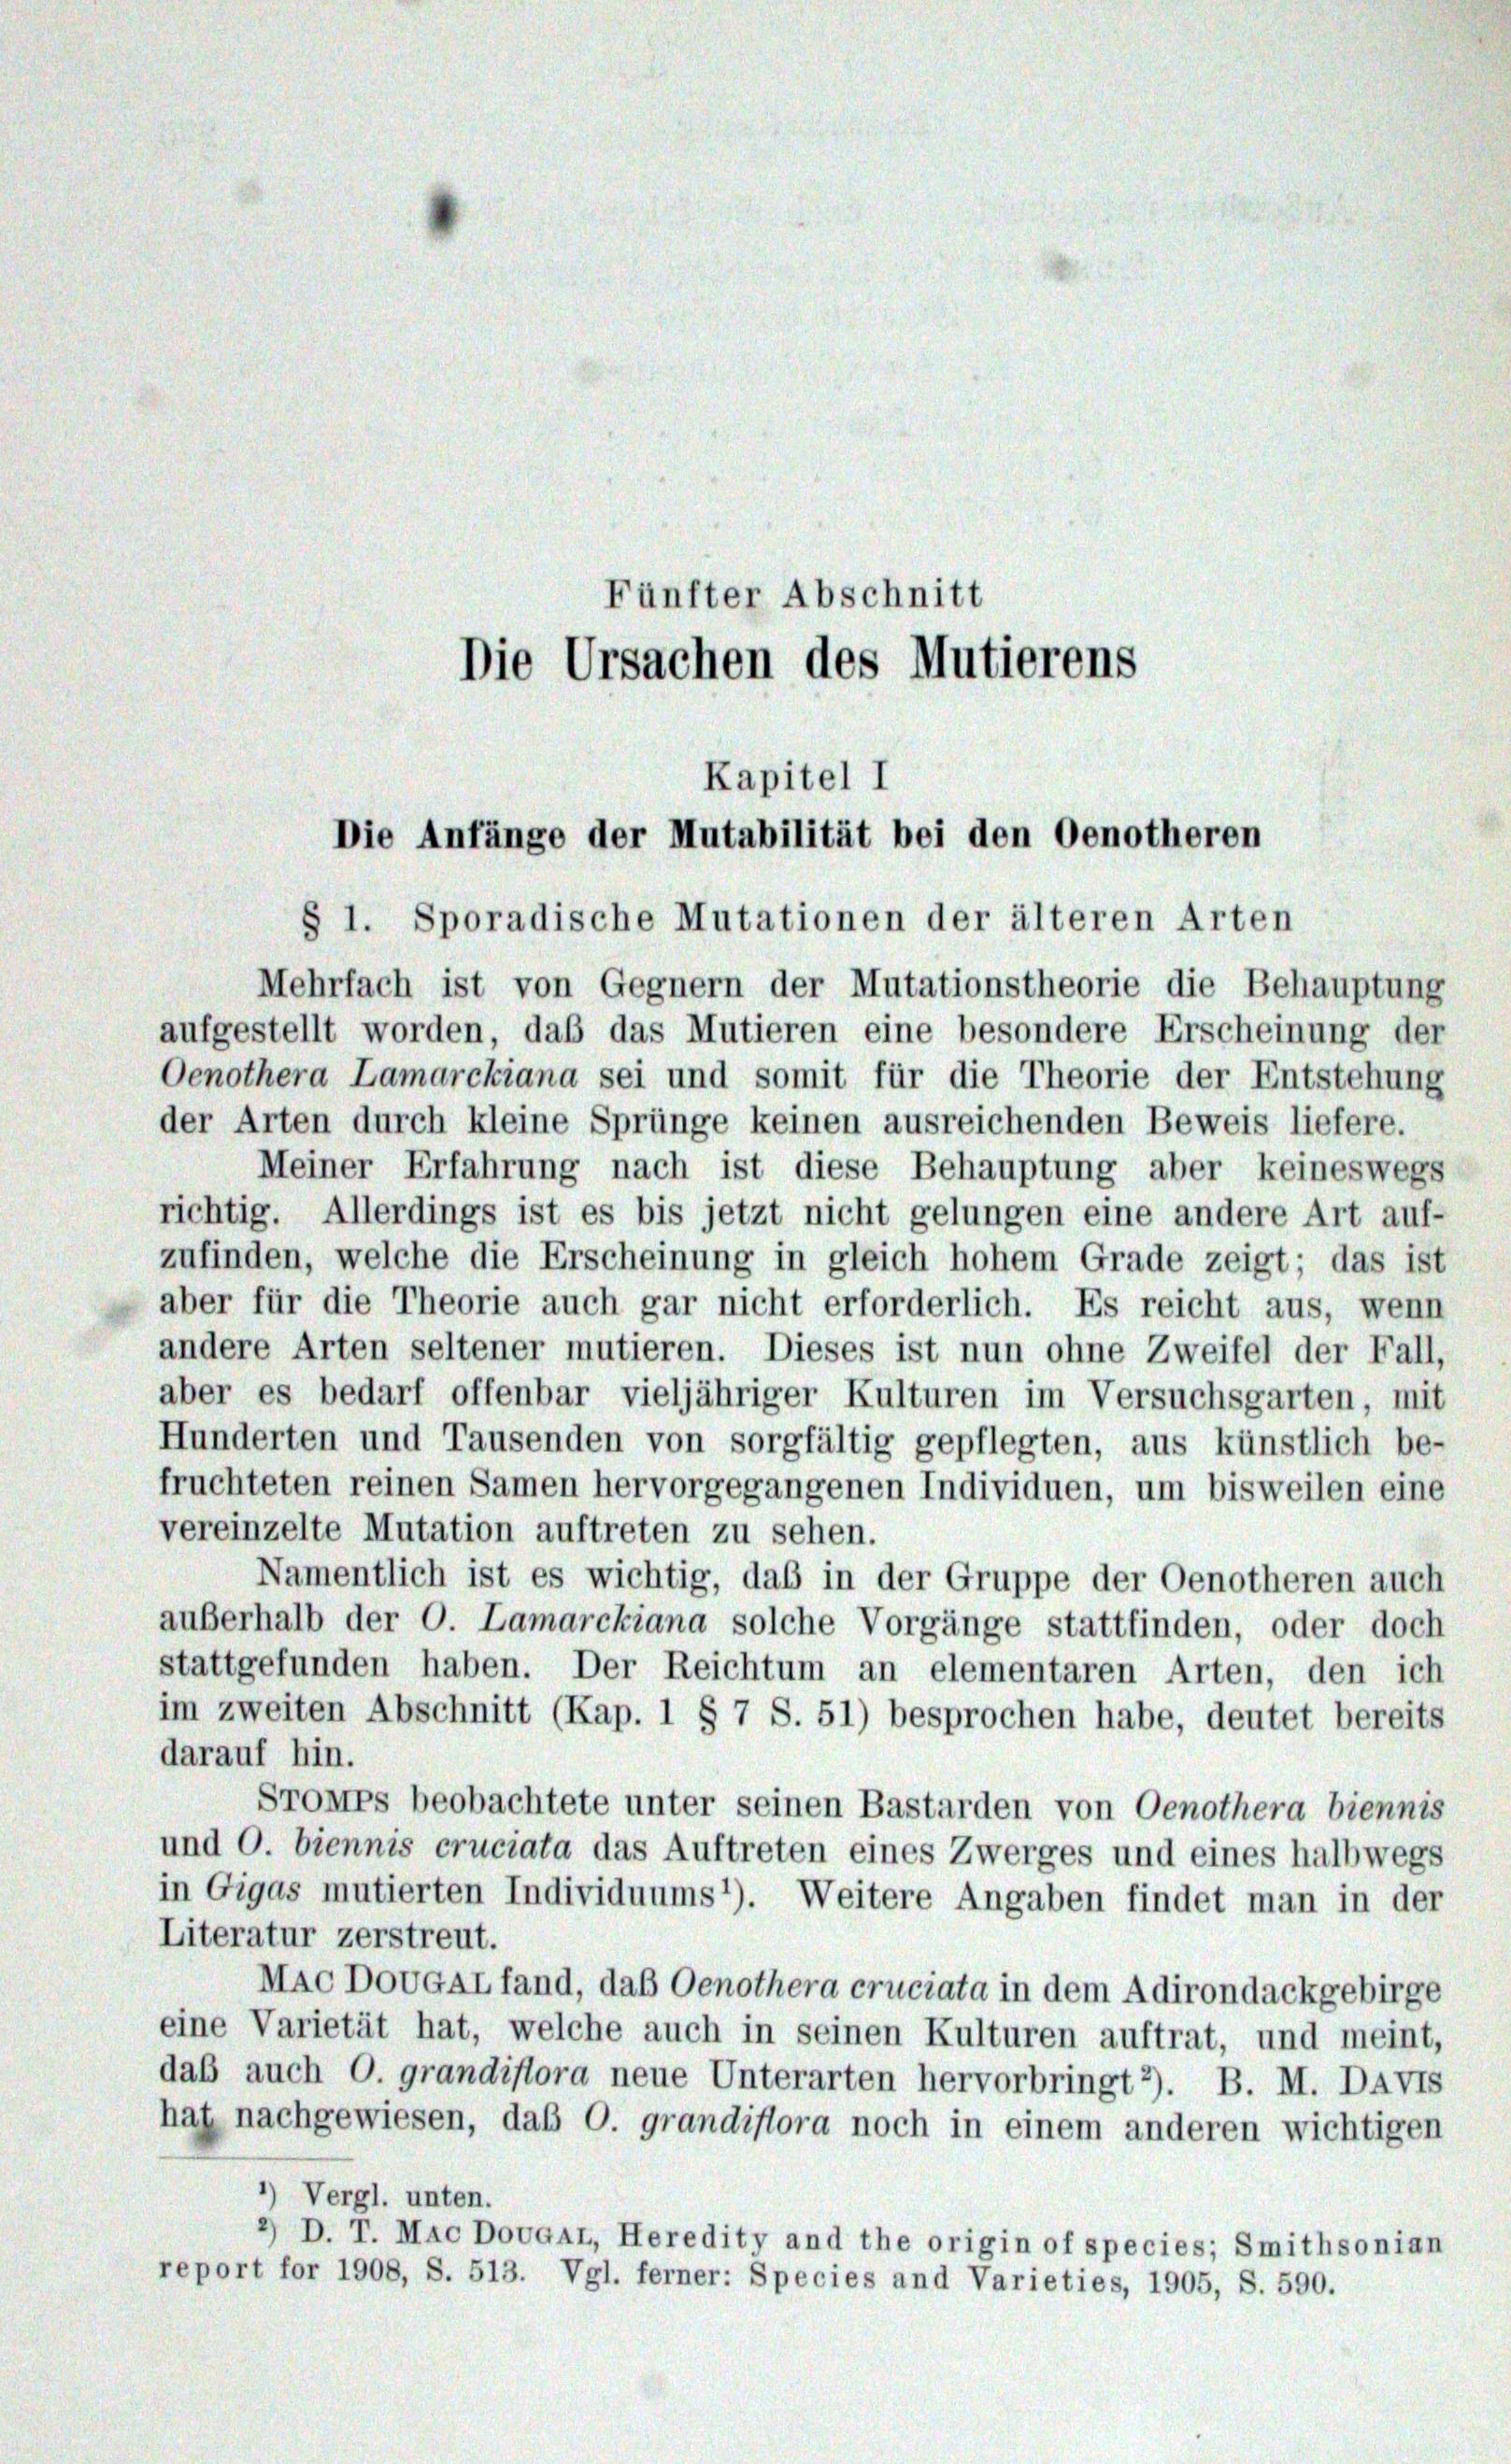 Fünfter Abschnitt
Die Ursachen des Mutierens
Kapitel I
Die Anfänge der Mutabilität bei den Oenotheren
§ 1. Sporadische Mutationen der älteren Arten
Mehrfach ist von Gegnern der Mutationstheorie die Behauptung
aufgestellt worden, daß das Mutieren eine besondere Erscheinung der
Oenothera Lamarckiana sei und somit für die Theorie der Entstehung
der Arten durch kleine Sprünge keinen ausreichenden Beweis liefere.
Meiner Erfahrung nach ist diese Behauptung aber keineswegs
richtig. Allerdings ist es bis jetzt nicht gelungen eine andere Art auf-
zufinden, welche die Erscheinung in gleich hohem Grade zeigt; das ist
aber für die Theorie auch gar nicht erforderlich. Es reicht aus, wenn
andere Arten seltener mutieren. Dieses ist nun ohne Zweifel der Fall,
aber es bedarf offenbar vieljähriger Kulturen im Versuchsgarten, mit
Hunderten und Tausenden von sorgfältig gepflegten, aus künstlich be-
fruchteten reinen Samen hervorgegangenen Individuen, um bisweilen eine
vereinzelte Mutation auftreten zu sehen.
Namentlich ist es wichtig, daß in der Gruppe der Oenotheren auch
außerhalb der O. Lamarckiana solche Vorgänge stattfinden, oder doch
stattgefunden haben. Der Reichtum an elementaren Arten, den ich
im zweiten Abschnitt (Kap. 1 § 7 S. 51) besprochen habe, deutet bereits
darauf hin.
STOMPS beobachtete unter seinen Bastarden von Oenothera biennis
und O. biennis cruciata das Auftreten eines Zwerges und eines halbwegs
in Gigas mutierten Individuums¹). Weitere Angaben findet man in der
Literatur zerstreut.
MAC DOUGAL fand, daß Oenothera cruciata in dem Adirondackgebirge
eine Varietät hat, welche auch in seinen Kulturen auftrat, und meint,
daß auch O. grandiflora neue Unterarten hervorbringt²). B. M. DAVIS
hat nachgewiesen, daß O. grandiflora noch in einem anderen wichtigen
¹) Vergl. unten.
²) D. T. MAC DOUGAL, Heredity and the origin of species; Smithsonian
report for 1908, S. 513. Vgl. ferner: Species and Varieties, 1905, S. 590.